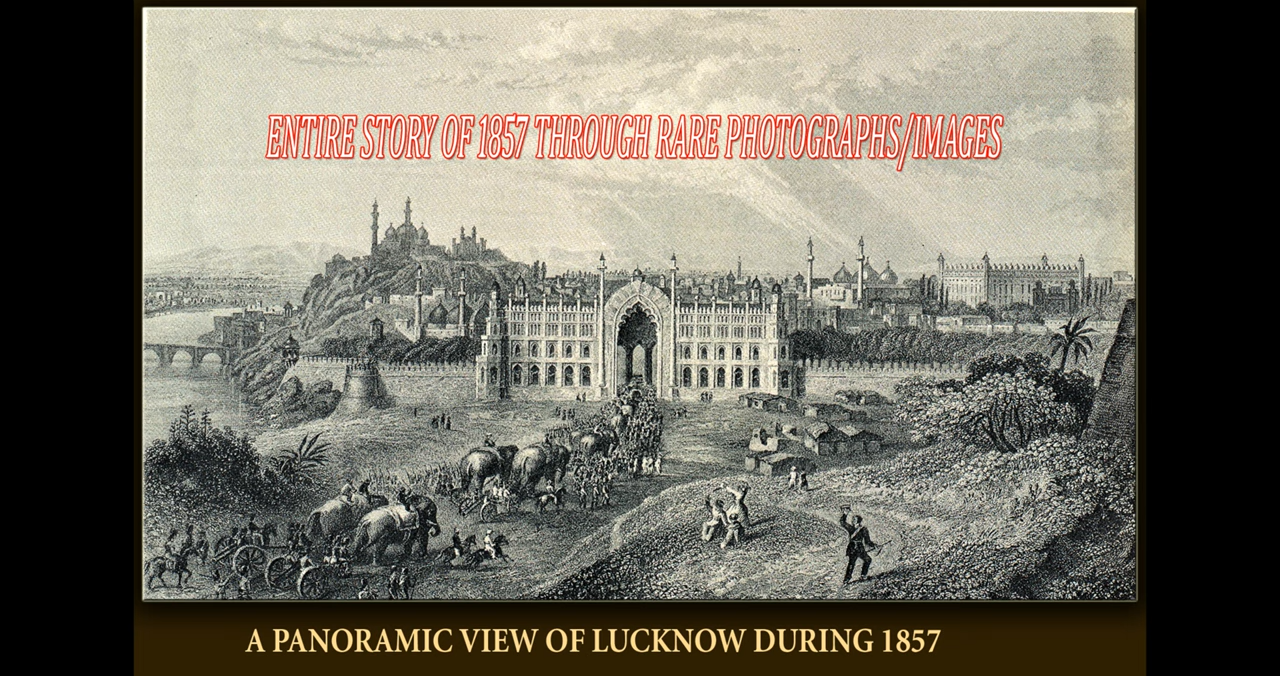 ENTIRE STORY OF 1857 THROUGH RARE PHOTOGRAPHS/IMAGES
A PANORAMIC VIEW OF LUCKNOW DURING 1857